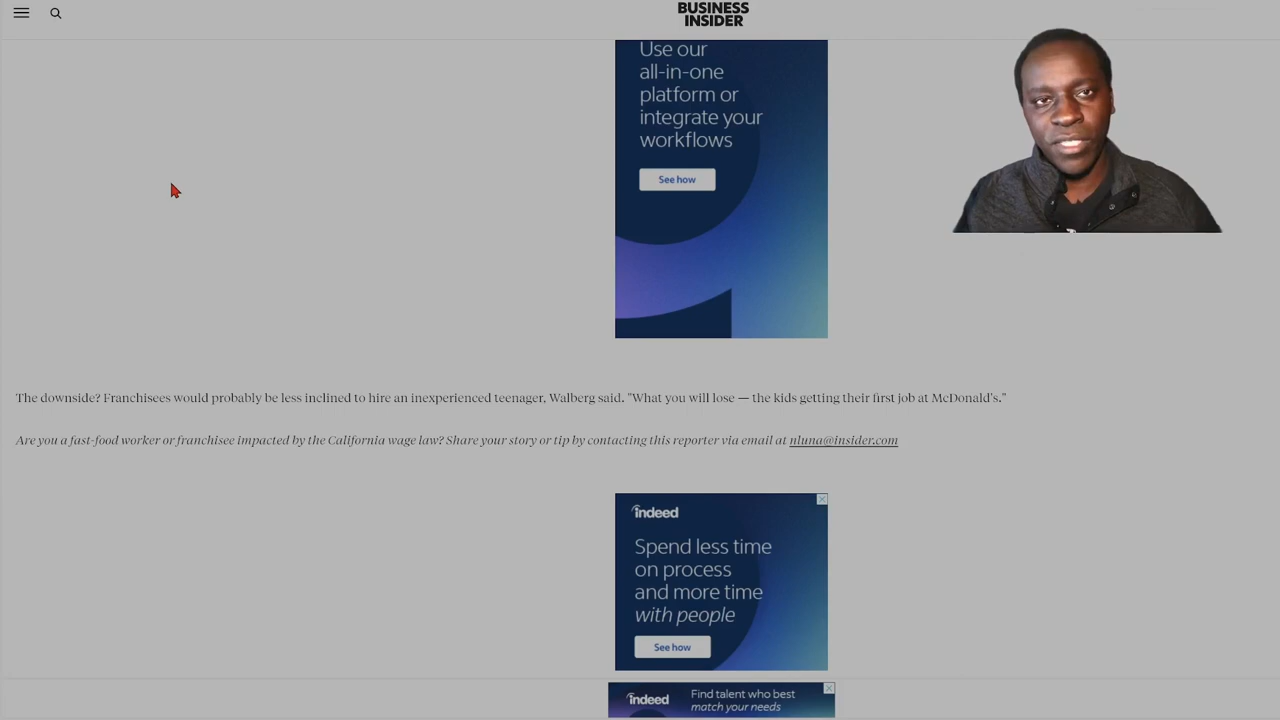 BUSINESS
INSIDER
Use our
all-in-one
platform or
integrate your
workflows
See how
The downside? Franchisees would probably be less inclined to hire an inexperienced teenager, Walberg said. "What you will lose — the kids getting their first job at McDonald's."
Are you a fast-food worker or franchisee impacted by the California wage law? Share your story or tip by contacting this reporter via email at nluna@insider.com
indeed
Spend less time
on process
and more time
with people
See how
indeed
Find talent who best
match your needs